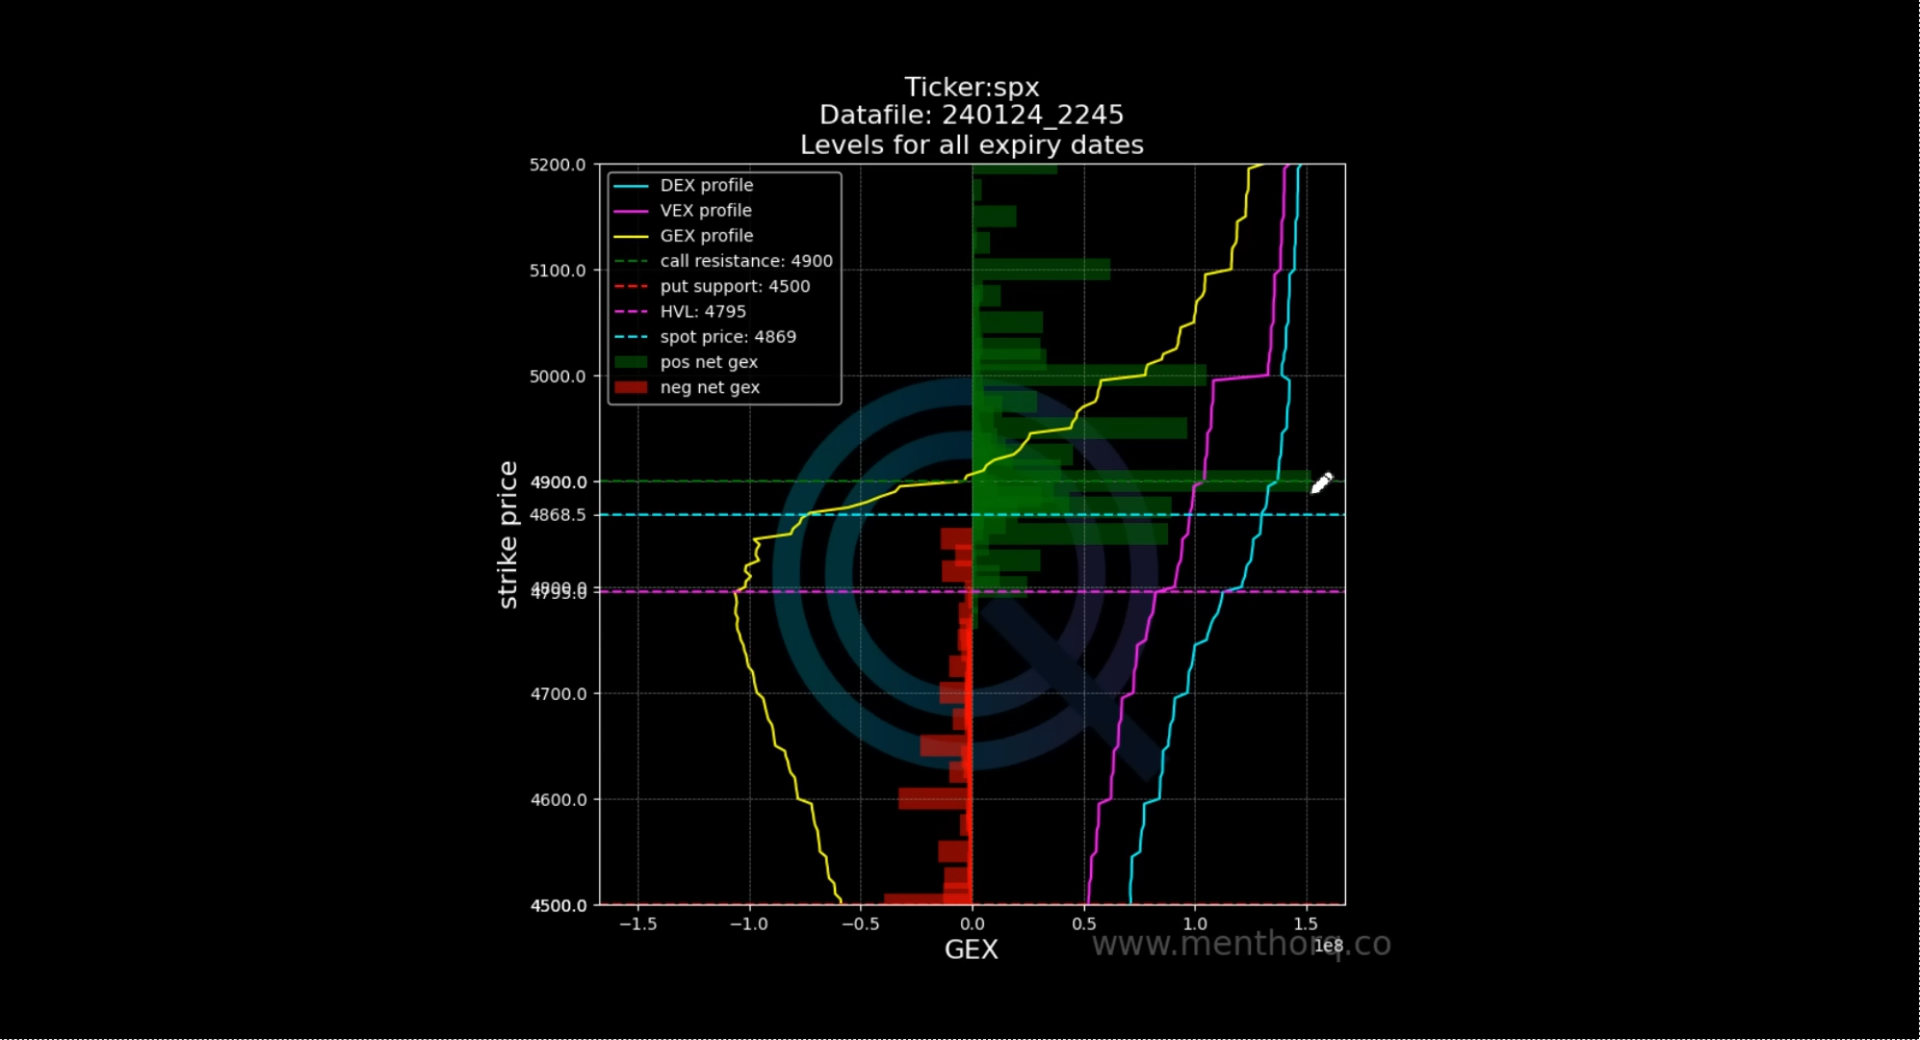 Ticker:spx
Datafile: 240124_2245
Levels for all expiry dates
5200.0
DEX profile
VEX profile
GEX profile
call resistance: 4900
put support: 4500
HVL: 4795
spot price: 4869
pos net gex
neg net gex
5100.0
5000.0
4900.0
4868.5
4700.0
4600.0
4500.0
strike price
−1.5 −1.0 −0.5 0.0 0.5 1.0 1.5
1e8
GEX
www.menthorq.co